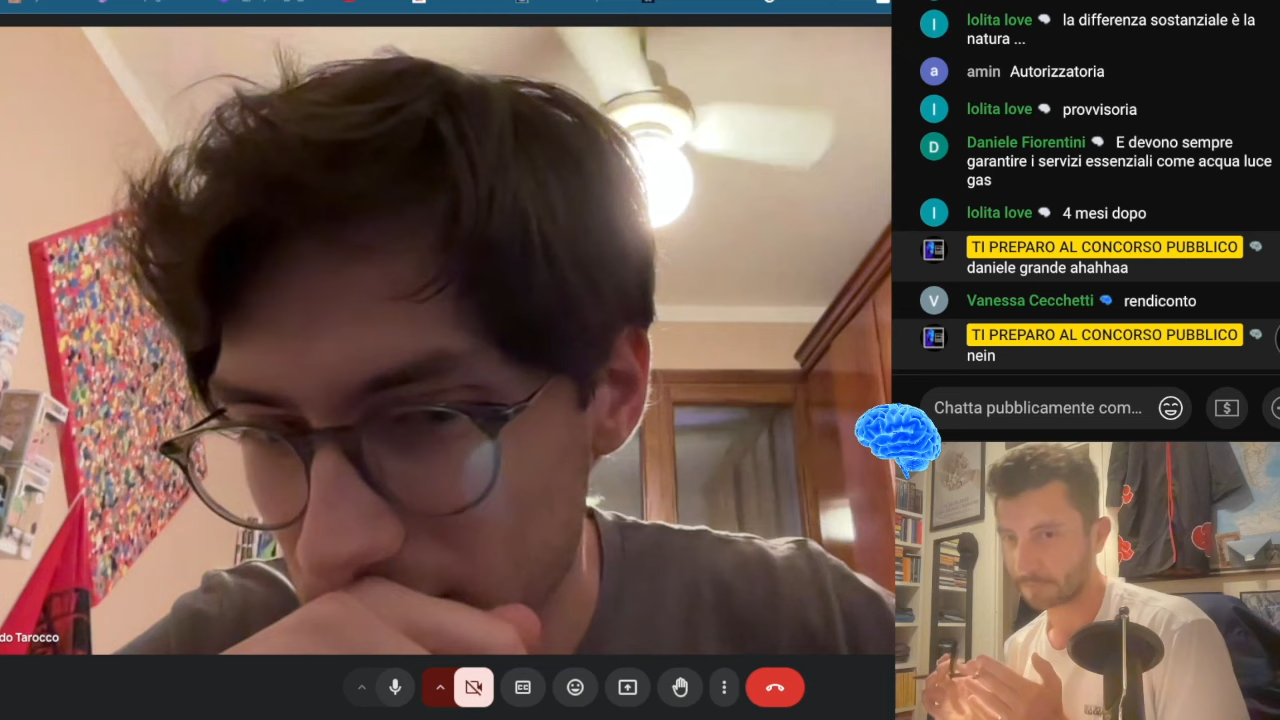 lolita love la differenza sostanziale è la
natura ...
a amin Autorizzatoria
lolita love provvisoria
D Daniele Fiorentini E devono sempre
garantire i servizi essenziali come acqua luce
gas
lolita love 4 mesi dopo
TI PREPARO AL CONCORSO PUBBLICO
daniele grande ahahhaa
V Vanessa Cecchetti rendiconto
TI PREPARO AL CONCORSO PUBBLICO
nein
Chatta pubblicamente com...
$
do Tarocco
CC